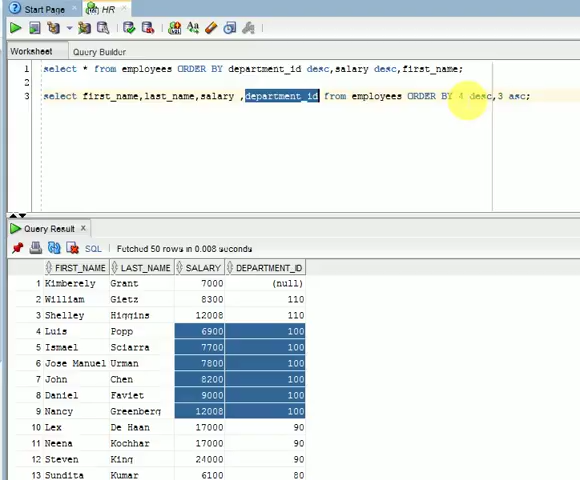 Start Page HR
Worksheet Query Builder
1 select * from employees ORDER BY department_id desc,salary desc,first_name;
2
3 select first_name,last_name,salary ,department_id from employees ORDER BY 4 desc,3 asc;
Query Result
SQL Fetched 50 rows in 0.008 seconds
FIRST_NAME LAST_NAME SALARY DEPARTMENT_ID
1 Kimberely Grant 7000 (null)
2 William Gietz 8300 110
3 Shelley Higgins 12008 110
4 Luis Popp 6900 100
5 Ismael Sciarra 7700 100
6 Jose Manuel Urman 7800 100
7 John Chen 8200 100
8 Daniel Faviet 9000 100
9 Nancy Greenberg 12008 100
10 Lex De Haan 17000 90
11 Neena Kochhar 17000 90
12 Steven King 24000 90
13 Sundita Kumar 6100 80